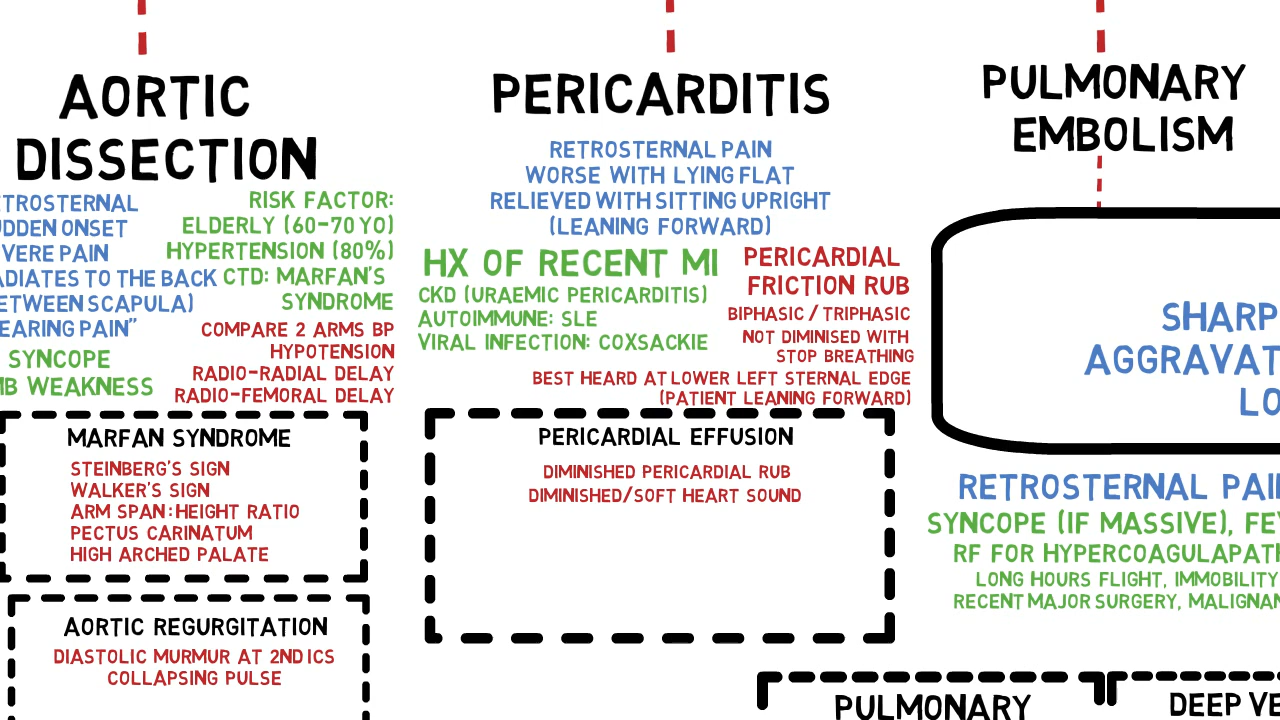 AORTIC
DISSECTION
ETROSTERNAL
UDDEN ONSET
VERE PAIN
ADIATES TO THE BACK
ETWEEN SCAPULA)
EARING PAIN"
SYNCOPE
MB WEAKNESS
RISK FACTOR:
ELDERLY (60-70 YO)
HYPERTENSION (80%)
CTD: MARFAN'S
SYNDROME
COMPARE 2 ARMS BP
HYPOTENSION
RADIO-RADIAL DELAY
RADIO-FEMORAL DELAY
MARFAN SYNDROME
STEINBERG'S SIGN
WALKER'S SIGN
ARM SPAN:HEIGHT RATIO
PECTUS CARINATUM
HIGH ARCHED PALATE
AORTIC REGURGITATION
DIASTOLIC MURMUR AT 2ND ICS
COLLAPSING PULSE
PERICARDITIS
RETROSTERNAL PAIN
WORSE WITH LYING FLAT
RELIEVED WITH SITTING UPRIGHT
(LEANING FORWARD)
HX OF RECENT MI
CKD (URAEMIC PERICARDITIS)
AUTOIMMUNE: SLE
VIRAL INFECTION: COXSACKIE
PERICARDIAL
FRICTION RUB
BIPHASIC / TRIPHASIC
NOT DIMINISED WITH
STOP BREATHING
BEST HEARD AT LOWER LEFT STERNAL EDGE
(PATIENT LEANING FORWARD)
PERICARDIAL EFFUSION
DIMINISHED PERICARDIAL RUB
DIMINISHED/SOFT HEART SOUND
PULMONARY
EMBOLISM
SHARP
AGGRAVAT
LO
RETROSTERNAL PAI
SYNCOPE (IF MASSIVE), FE
RF FOR HYPERCOAGULAPATH
LONG HOURS FLIGHT, IMMOBILITY
RECENT MAJOR SURGERY, MALIGNAN
PULMONARY
DEEP VE